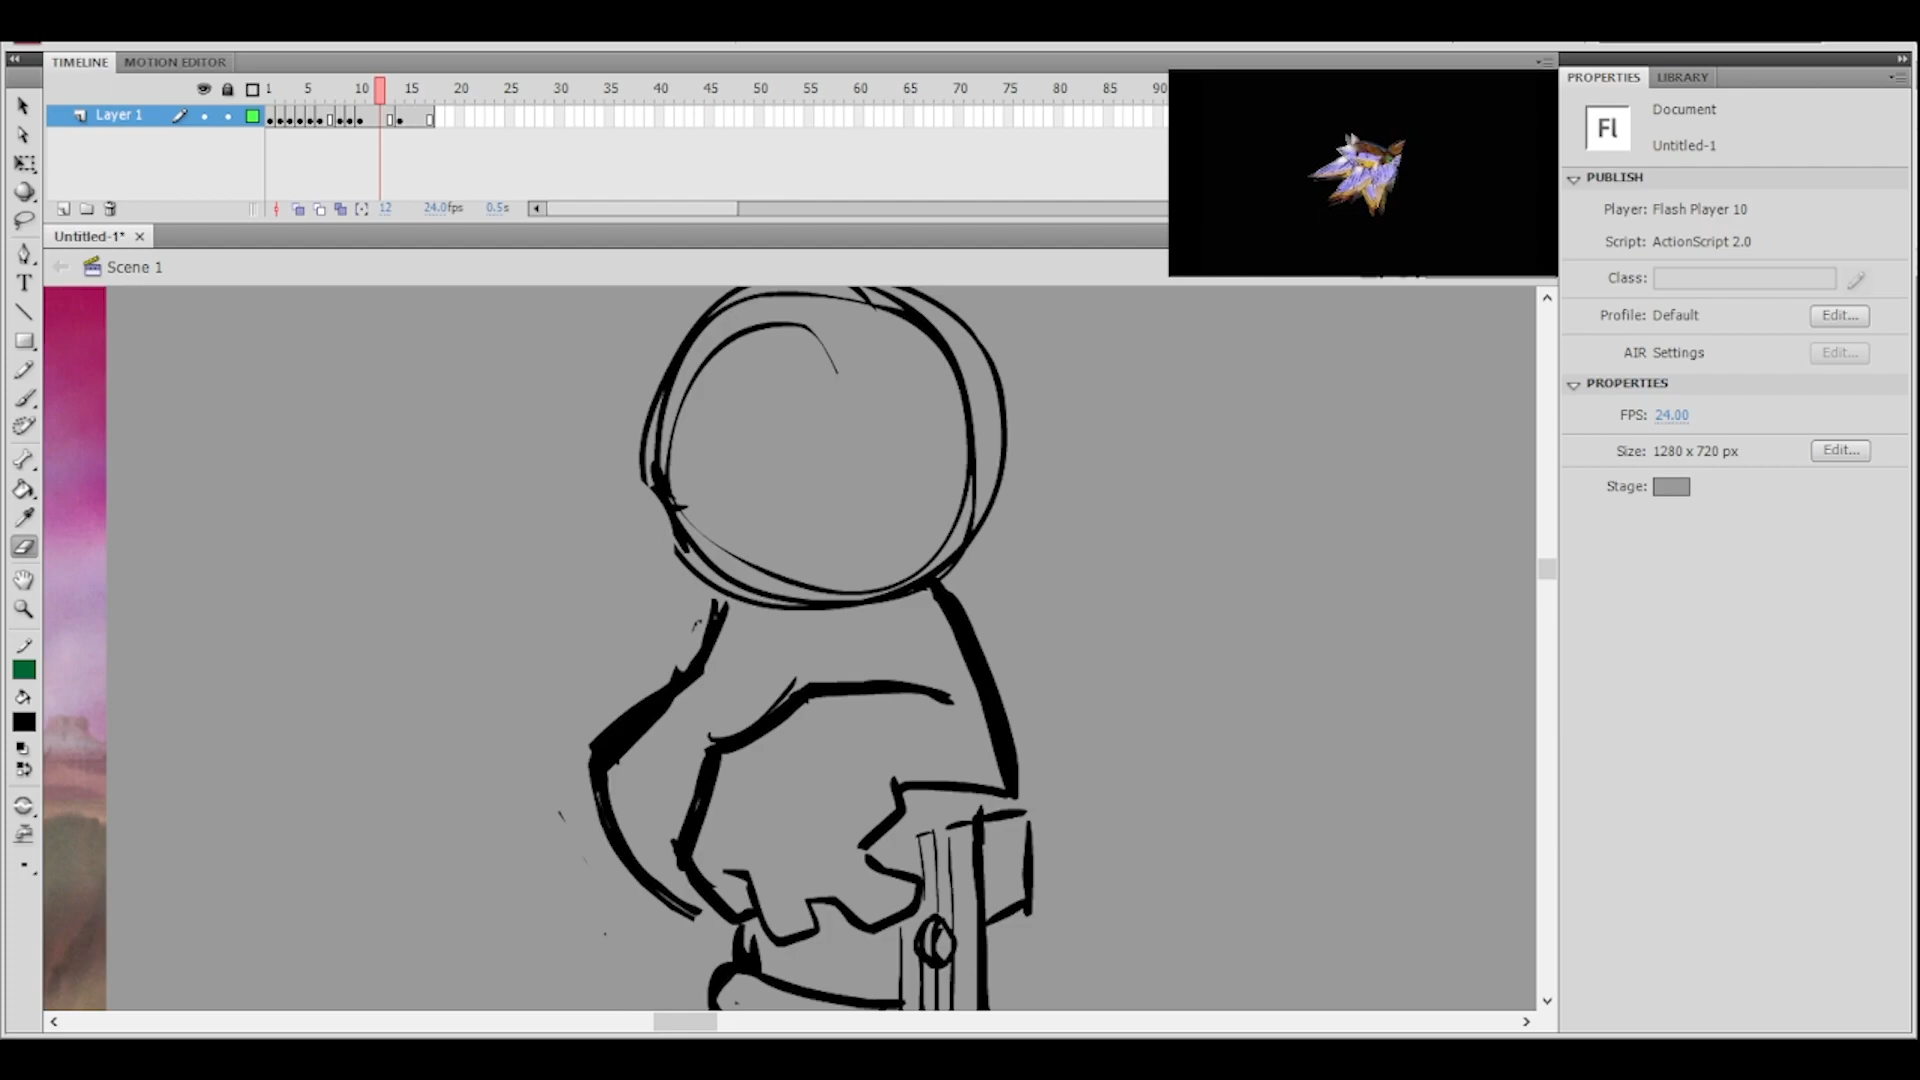 TIMELINE MOTION EDITOR
1 5 10 15 20 25 30 35 40 45 50 55 60 65 70 75 80 85 90
Layer 1
12 24.0fps 0.5s
Untitled-1*
Scene 1
T
PROPERTIES LIBRARY
Fl
Document
Untitled-1
PUBLISH
Player: Flash Player 10
Script: ActionScript 2.0
Class:
Profile: Default Edit...
AIR Settings Edit...
PROPERTIES
FPS: 24.00
Size: 1280 x 720 px Edit...
Stage: